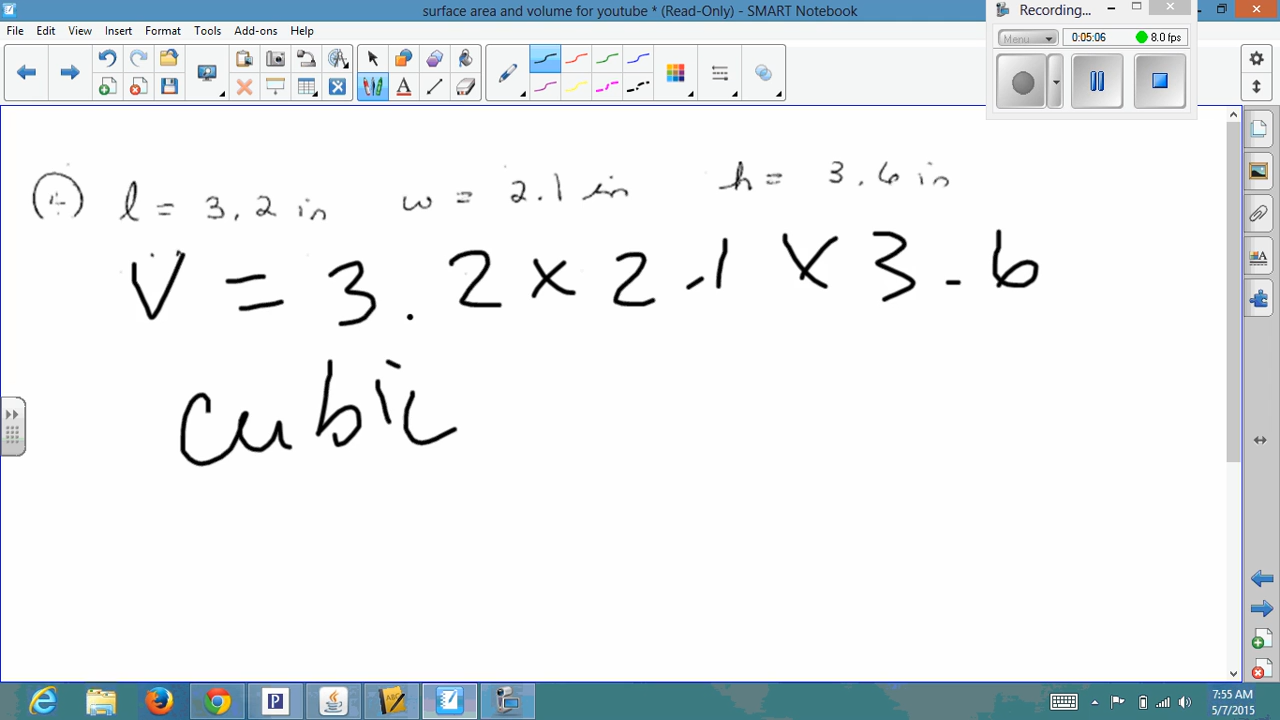 surface area and volume for youtube * (Read-Only) - SMART Notebook
Recording...
File Edit View Insert Format Tools Add-ons Help
Menu 0:05:06 8.0 fps
l = 3.2 in w = 2.1 in h = 3.6 in
V = 3.2 x 2.1 x 3.6
cubic
7:55 AM
5/7/2015